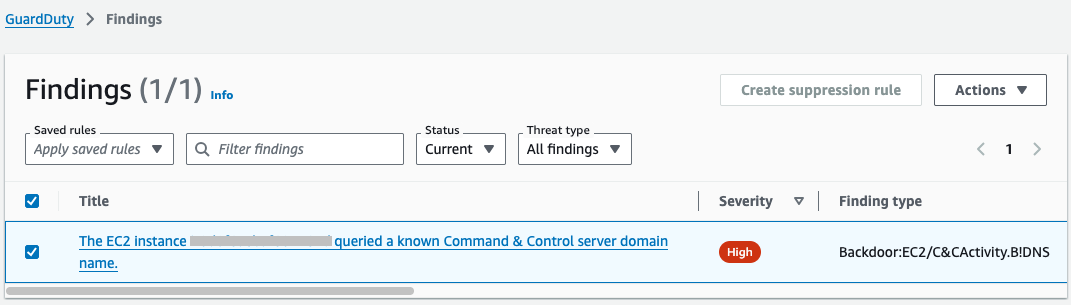 GuardDuty > Findings
Findings (1/1) Info
Create suppression rule
Actions
Saved rules
Apply saved rules
Filter findings
Status
Current
Threat type
All findings
1
Title
Severity
Finding type
The EC2 instance queried a known Command & Control server domain
name.
High
Backdoor:EC2/C&CActivity.B!DNS